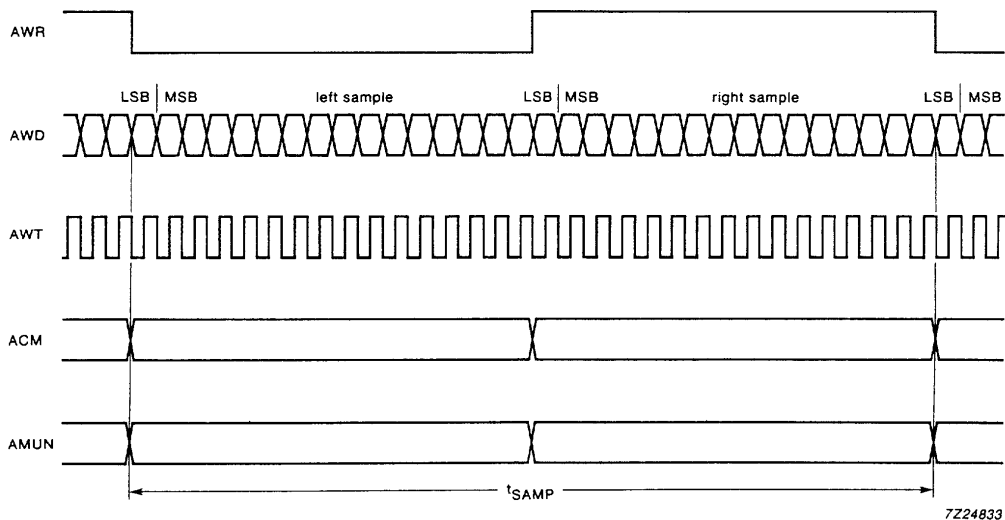 AWR
LSB MSB left sample LSB MSB right sample LSB MSB
AWD
AWT
ACM
AMUN
tSAMP
7Z24833